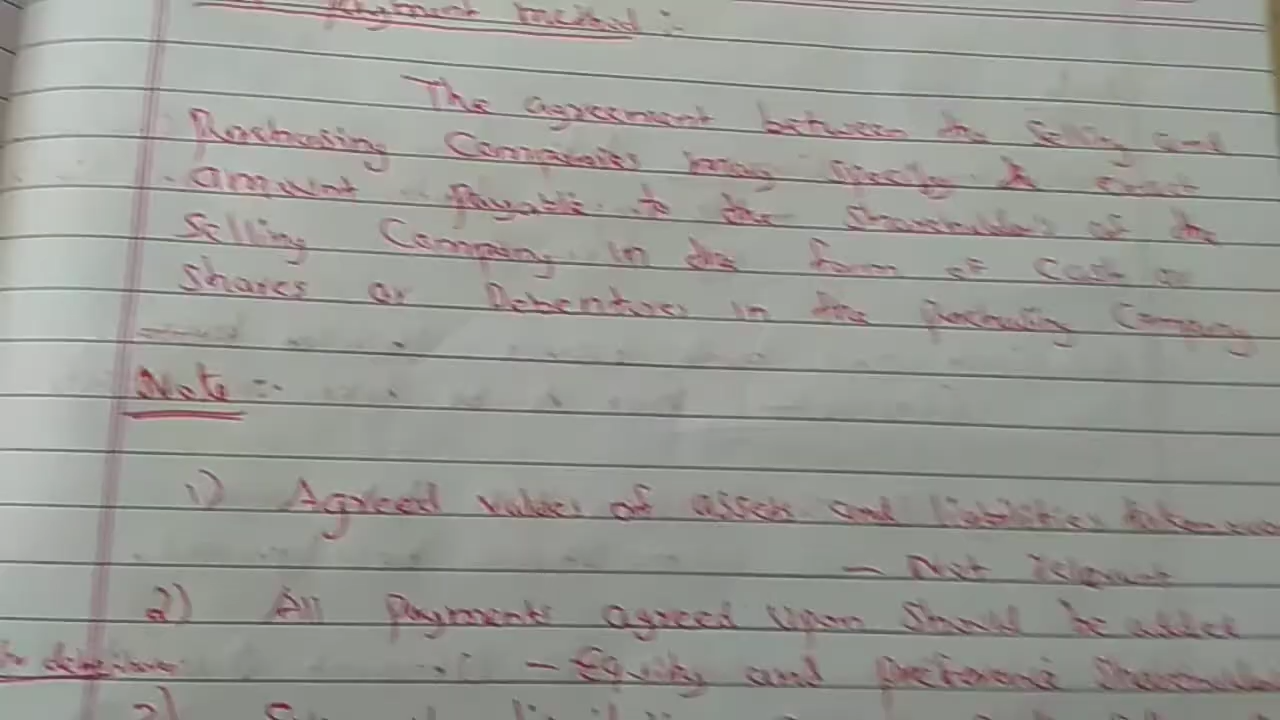 Payment method :-
The agreement between the Selling and
Purchasing Companies may specify exact
amount Payable to the Shareholders of the
Selling Company in the form of Cash or
Shares or Debentures in the Purchasing Company
Note :-
1) Agreed values of assets and liabilities taken
— Not relevant
2) All Payments agreed upon should be added
— Equity and preference